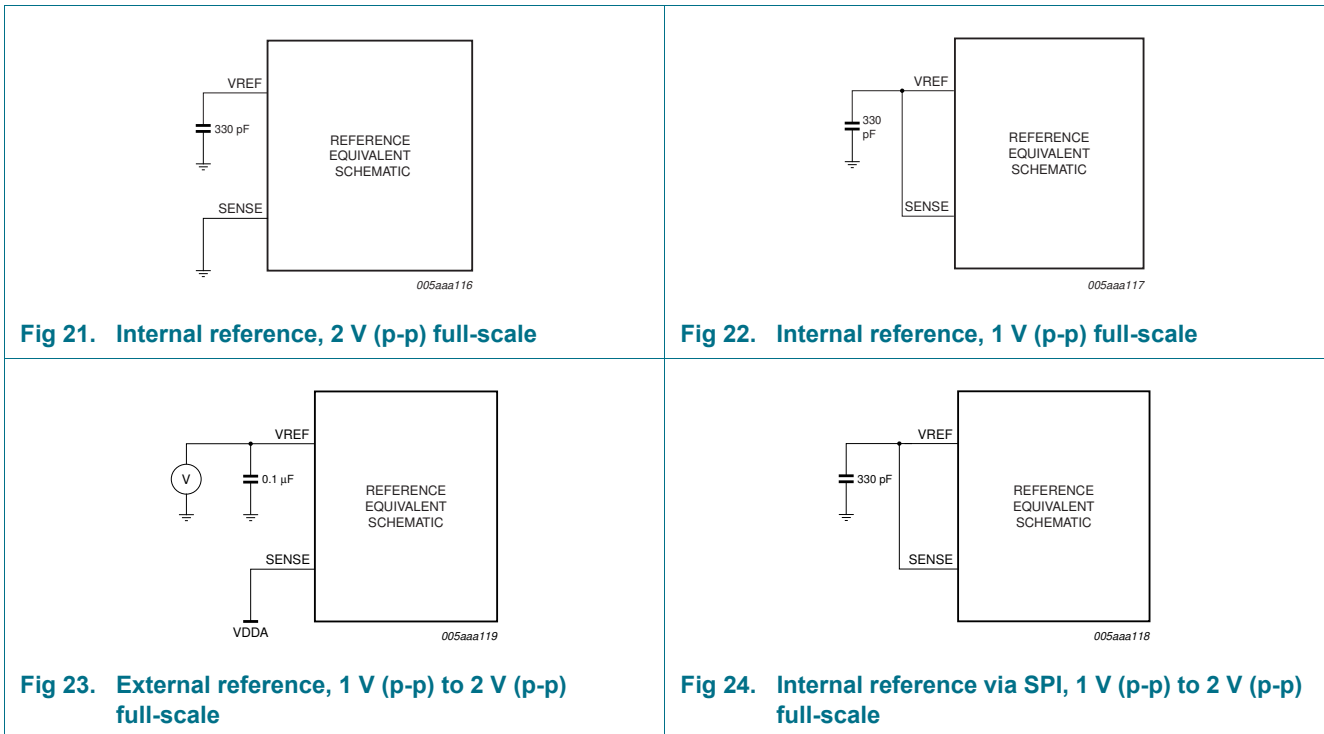 VREF
330 pF
REFERENCE
EQUIVALENT
SCHEMATIC
SENSE
005aaa116
Fig 21. Internal reference, 2 V (p-p) full-scale
VREF
330
pF
REFERENCE
EQUIVALENT
SCHEMATIC
SENSE
005aaa117
Fig 22. Internal reference, 1 V (p-p) full-scale
VREF
V
0.1 μF
REFERENCE
EQUIVALENT
SCHEMATIC
SENSE
VDDA
005aaa119
Fig 23. External reference, 1 V (p-p) to 2 V (p-p)
full-scale
VREF
330 pF
REFERENCE
EQUIVALENT
SCHEMATIC
SENSE
005aaa118
Fig 24. Internal reference via SPI, 1 V (p-p) to 2 V (p-p)
full-scale